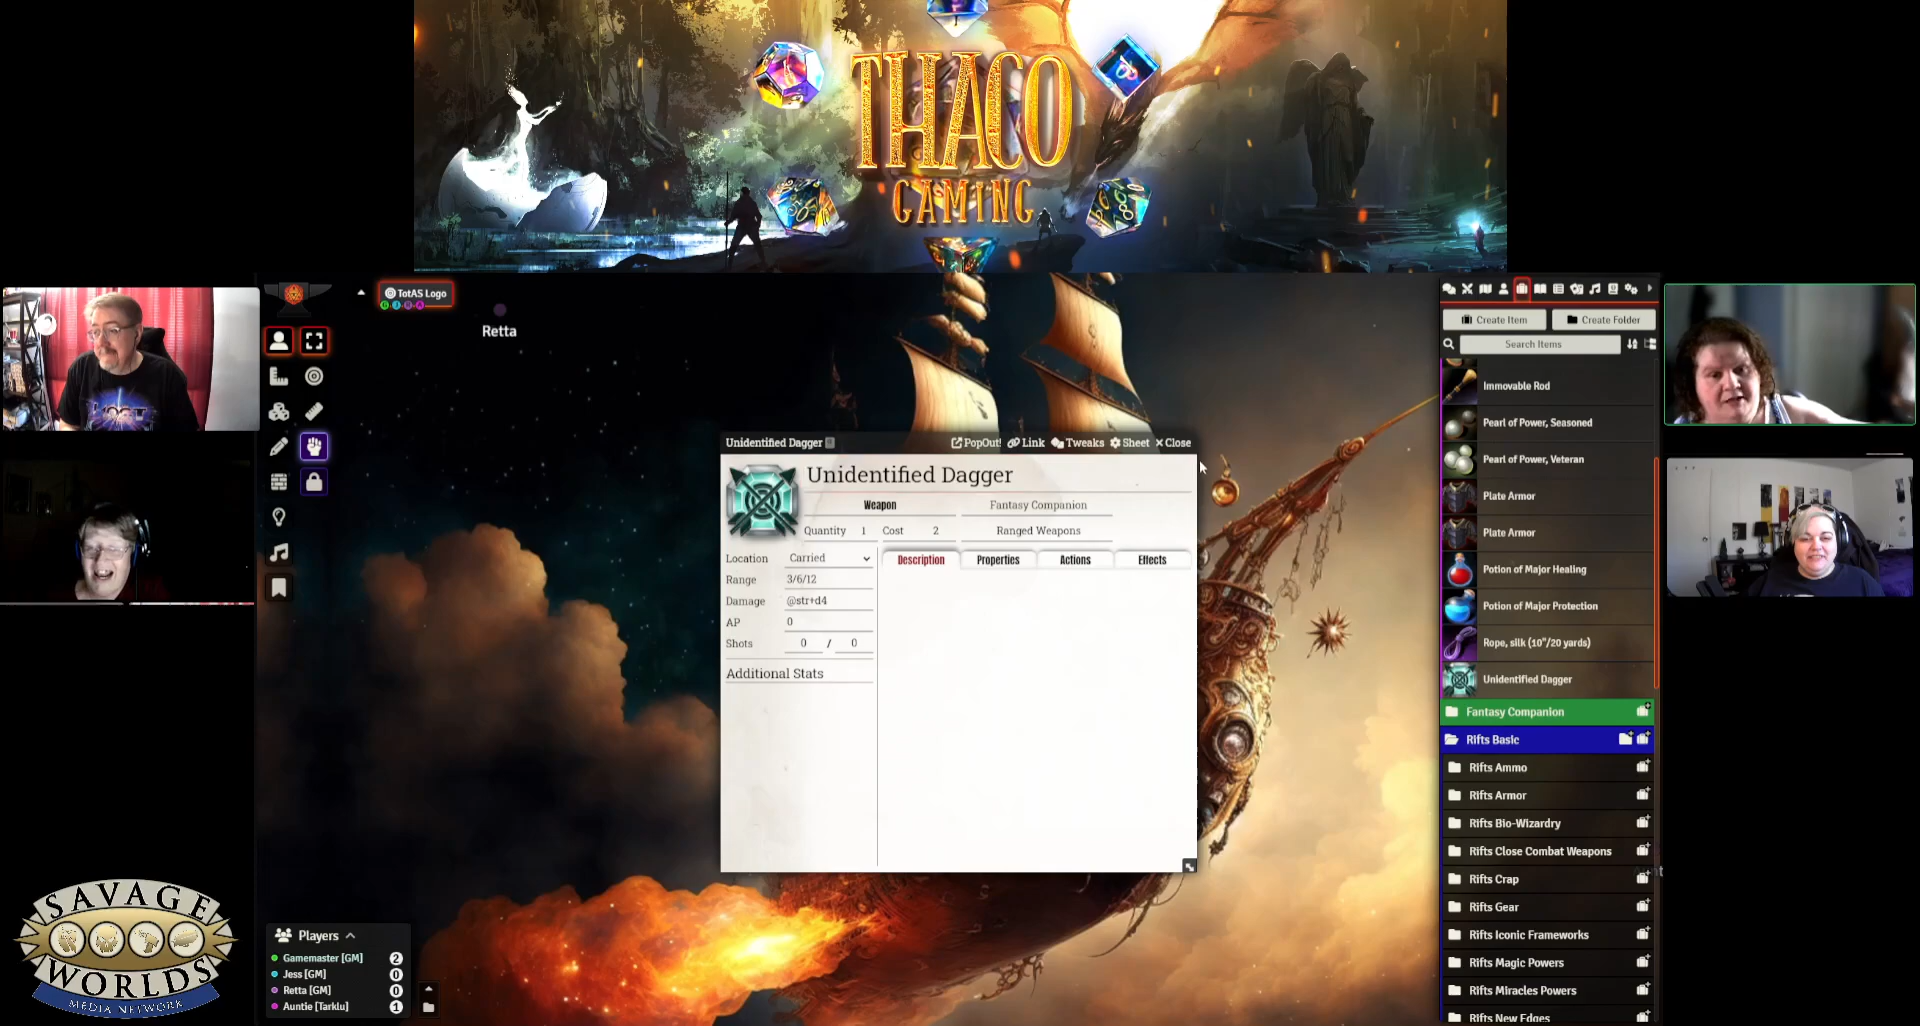 THACO
GAMING
TotAS Logo
Retta
Create Item
Create Folder
Search Items
Immovable Rod
Pearl of Power, Seasoned
Pearl of Power, Veteran
Plate Armor
Plate Armor
Potion of Major Healing
Potion of Major Protection
Rope, silk (10"/20 yards)
Unidentified Dagger
Fantasy Companion
Rifts Basic
Rifts Ammo
Rifts Armor
Rifts Bio-Wizardry
Rifts Close Combat Weapons
Rifts Crap
Rifts Gear
Rifts Iconic Frameworks
Rifts Magic Powers
Rifts Miracles Powers
Rifts New Edges
Unidentified Dagger
PopOut! Link Tweaks Sheet Close
Unidentified Dagger
Weapon
Fantasy Companion
Quantity 1 Cost 2
Ranged Weapons
Location Carried
Description Properties Actions Effects
Range 3/6/12
Damage @str+d4
AP 0
Shots 0 / 0
Additional Stats
Players
Gamemaster [GM] 2
Jess [GM] 0
Retta [GM] 0
Auntie [Tarklu] 1
SAVAGE
WORLDS
MEDIA NETWORK